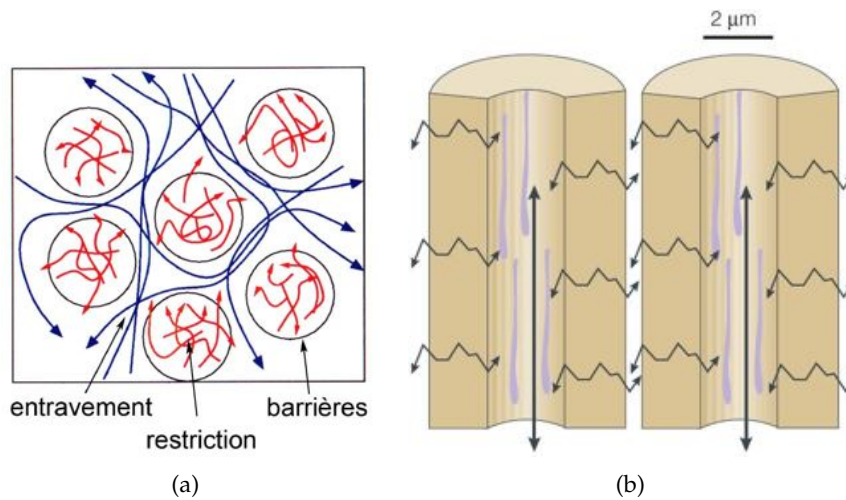 2 μm
entravement
barrières
restriction
(a)
(b)